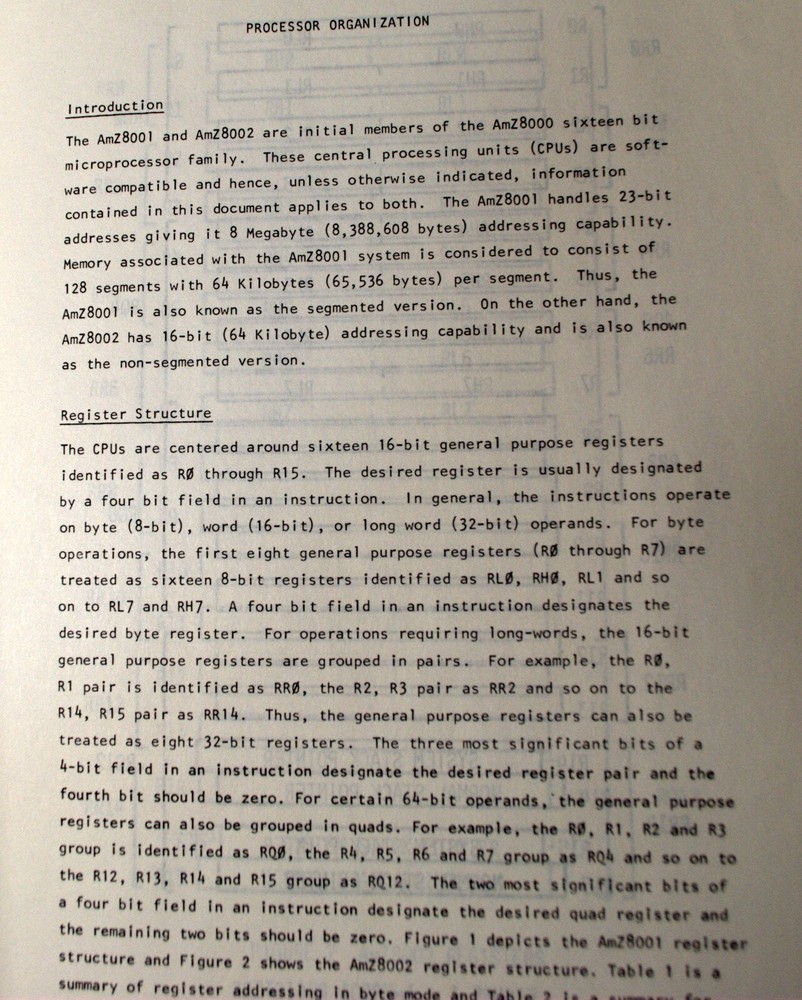 PROCESSOR ORGANIZATION
Introduction
The AmZ8001 and AmZ8002 are initial members of the AmZ8000 sixteen bit
microprocessor family. These central processing units (CPUs) are soft-
ware compatible and hence, unless otherwise indicated, information
contained in this document applies to both. The AmZ8001 handles 23-bit
addresses giving it 8 Megabyte (8,388,608 bytes) addressing capability.
Memory associated with the AmZ8001 system is considered to consist of
128 segments with 64 Kilobytes (65,536 bytes) per segment. Thus, the
AmZ8001 is also known as the segmented version. On the other hand, the
AmZ8002 has 16-bit (64 Kilobyte) addressing capability and is also known
as the non-segmented version.
Register Structure
The CPUs are centered around sixteen 16-bit general purpose registers
identified as RØ through R15. The desired register is usually designated
by a four bit field in an instruction. In general, the instructions operate
on byte (8-bit), word (16-bit), or long word (32-bit) operands. For byte
operations, the first eight general purpose registers (RØ through R7) are
treated as sixteen 8-bit registers identified as RLØ, RHØ, RL1 and so
on to RL7 and RH7. A four bit field in an instruction designates the
desired byte register. For operations requiring long-words, the 16-bit
general purpose registers are grouped in pairs. For example, the RØ,
R1 pair is identified as RRØ, the R2, R3 pair as RR2 and so on to the
R14, R15 pair as RR14. Thus, the general purpose registers can also be
treated as eight 32-bit registers. The three most significant bits of a
4-bit field in an instruction designate the desired register pair and the
fourth bit should be zero. For certain 64-bit operands, the general purpose
registers can also be grouped in quads. For example, the RØ, R1, R2 and R3
group is identified as RQØ, the R4, R5, R6 and R7 group as RQ4 and so on to
the R12, R13, R14 and R15 group as RQ12. The two most significant bits of
a four bit field in an instruction designate the desired quad register and
the remaining two bits should be zero. Figure 1 depicts the AmZ8001 register
structure and Figure 2 shows the AmZ8002 register structure. Table 1 is a
summary of register addressing in byte mode and Table 2 is a summary for